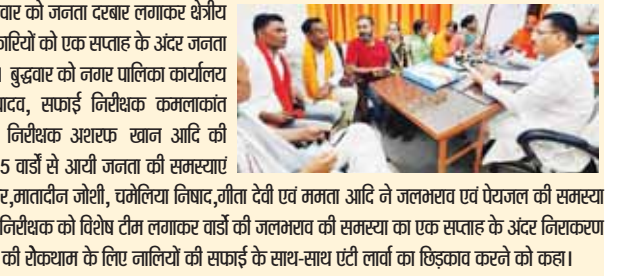 वार को जनता दरबार लगाकर क्षेत्रीय
कारियों को एक सप्ताह के अंदर जनता
। बुद्धवार को नगर पालिका कार्यालय
यादव, सफाई निरीक्षक कमलाकांत
निरीक्षक अशरफ खान आदि की
5 वार्डों से आयी जनता की समस्याएं
र,मातादीन जोशी, चमेलिया निषाद,गीता देवी एवं ममता आदि ने जलभराव एवं पेयजल की समस्या
निरीक्षक को विशेष टीम लगाकर वार्डो की जलभराव की समस्या का एक सप्ताह के अंदर निराकरण
की रोकथाम के लिए नालियों की सफाई के साथ-साथ एंटी लार्वा का छिड़काव करने को कहा।